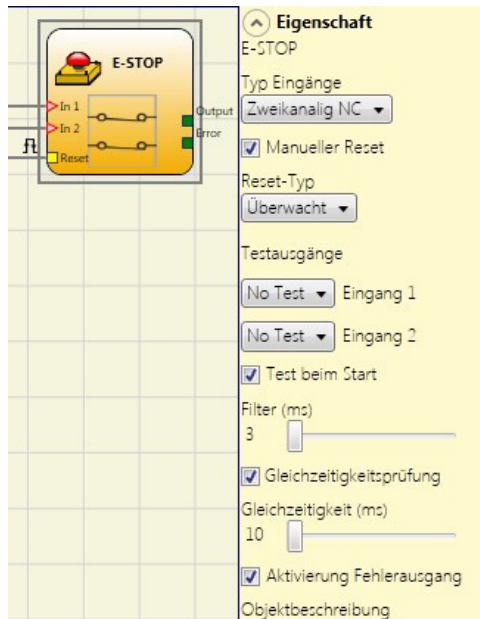 E-STOP
In 1
In 2
Reset
Output
Error
Eigenschaft
E-STOP
Typ Eingänge
Zweikanalig NC
Manueller Reset
Reset-Typ
Überwacht
Testausgänge
No Test Eingang 1
No Test Eingang 2
Test beim Start
Filter (ms)
3
Gleichzeitigkeitsprüfung
Gleichzeitigkeit (ms)
10
Aktivierung Fehlerausgang
Objektbeschreibung